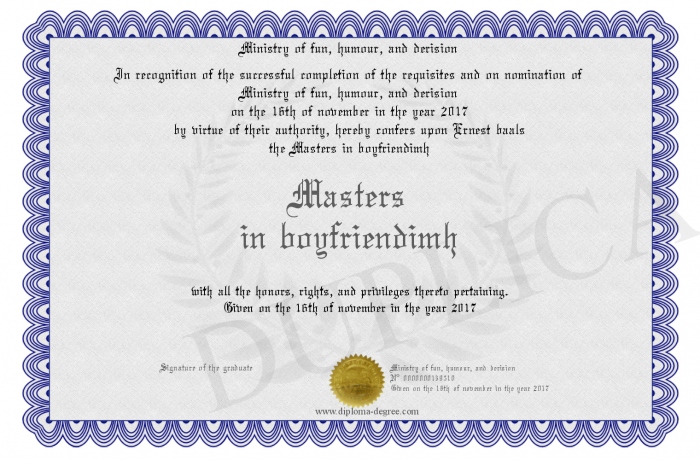 Ministry of fun, humour, and derision
In recognition of the successful completion of the requisites and on nomination of
Ministry of fun, humour, and derision
on the 16th of november in the year 2017
by virtue of their authority, hereby confers upon Ernest baals
the Masters in boyfriendimh
Masters
in boyfriendimh
with all the honors, rights, and privileges thereto pertaining.
Given on the 16th of november in the year 2017
DUPLICA
Signature of the graduate
Ministry of fun, humour, and derision
Given on the 18th of november in the year 2017
www.diploma-degree.com